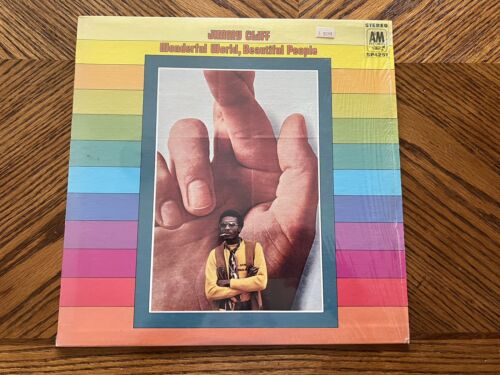 JIMMY CLIFF
Wonderful World, Beautiful People
STEREO
A&M
SP4251